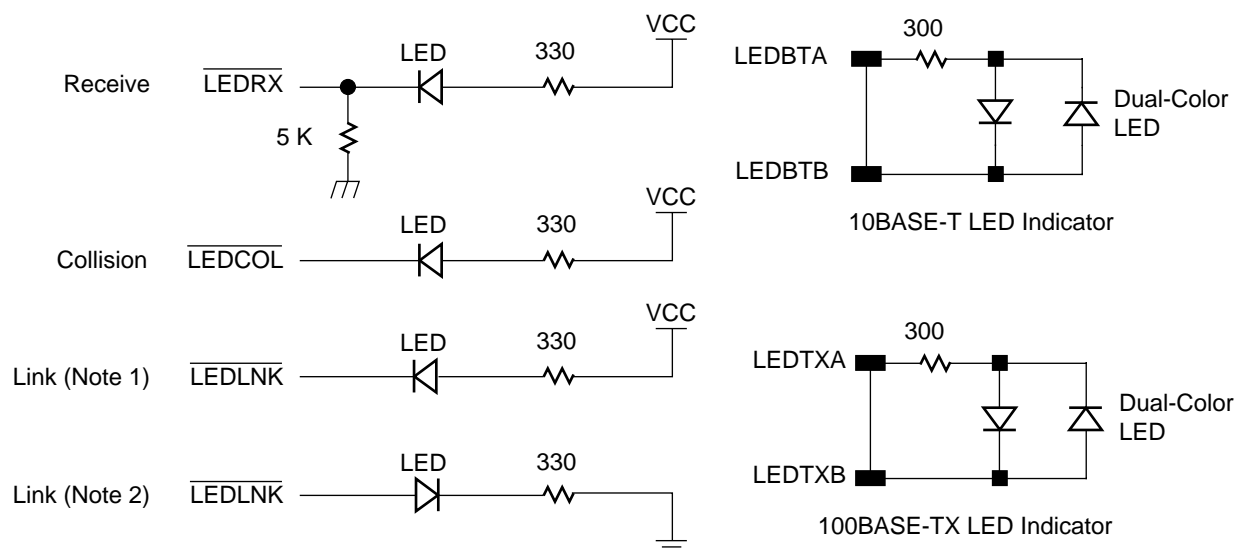 VCC
LED
330
Receive LEDRX
5 K
VCC
LED
330
Collision LEDCOL
VCC
LED
330
Link (Note 1) LEDLNK
LED
330
Link (Note 2) LEDLNK
300
LEDBTA
Dual-Color
LED
LEDBTB
10BASE-T LED Indicator
300
LEDTXA
Dual-Color
LED
LEDTXB
100BASE-TX LED Indicator